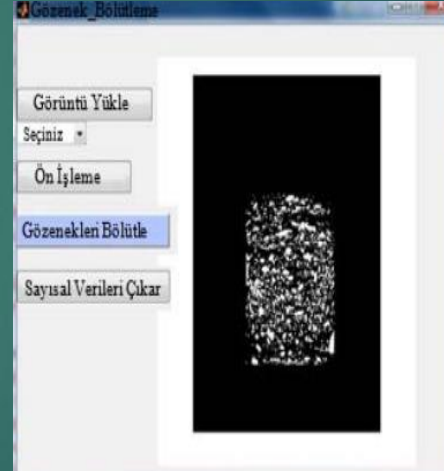 Gözenek_Bölütleme
Görüntü Yükle
Seçiniz
Ön İşleme
Gözenekleri Bölütle
Sayısal Verileri Çıkar